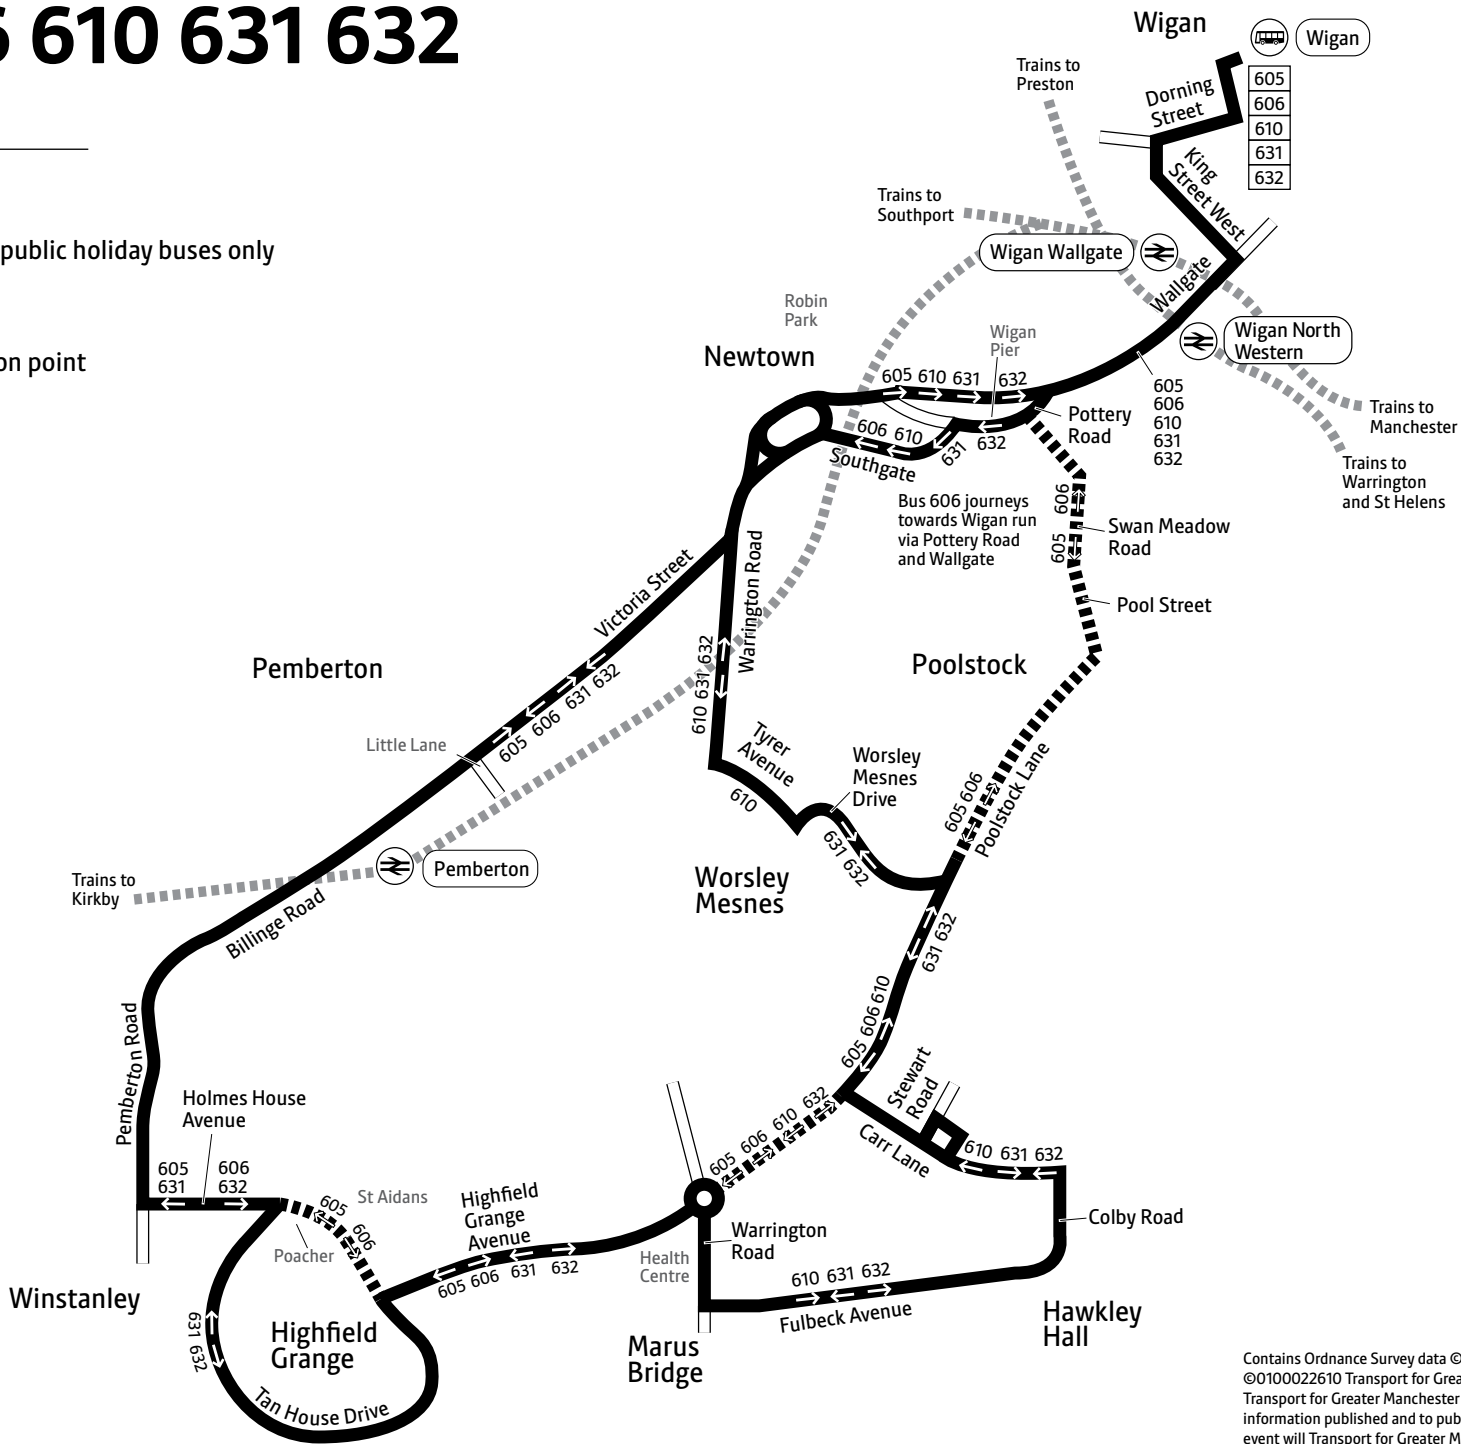 610 631 632
public holiday buses only
on point
Wigan
Wigan
605
606
610
631
632
Trains to
Preston
Dorning
Street
King
Street West
Trains to
Southport
Wigan Wallgate
Wallgate
Robin
Park
Newtown
Wigan
Pier
Wigan North
Western
605 610 631 632
605
606
610
631
632
Pottery
Road
Trains to
Manchester
Trains to
Warrington
and St Helens
606 610
631
632
Southgate
Bus 606 journeys
towards Wigan run
via Pottery Road
and Wallgate
606
605
Swan Meadow
Road
Pool Street
Victoria Street
Warrington Road
Pemberton
Poolstock
610 631 632
605 606 631 632
Little Lane
Tyrer
Avenue
610
Worsley
Mesnes
Drive
631 632
605 606
Poolstock Lane
Pemberton
Trains to
Kirkby
Worsley
Mesnes
Billinge Road
631 632
605 606 610
Pemberton Road
Stewart
Road
Holmes House
Avenue
605 606 610 632
Carr Lane
610 631 632
605
631
606
632
605
606
St Aidans
Highfield
Grange
Avenue
Poacher
605 606 631 632
Health
Centre
Warrington
Road
Colby Road
610 631 632
Fulbeck Avenue
Winstanley
631 632
Highfield
Grange
Marus
Bridge
Hawkley
Hall
Tan House Drive
Contains Ordnance Survey data ©
©0100022610 Transport for Grea
Transport for Greater Manchester
information published and to pub
event will Transport for Greater M